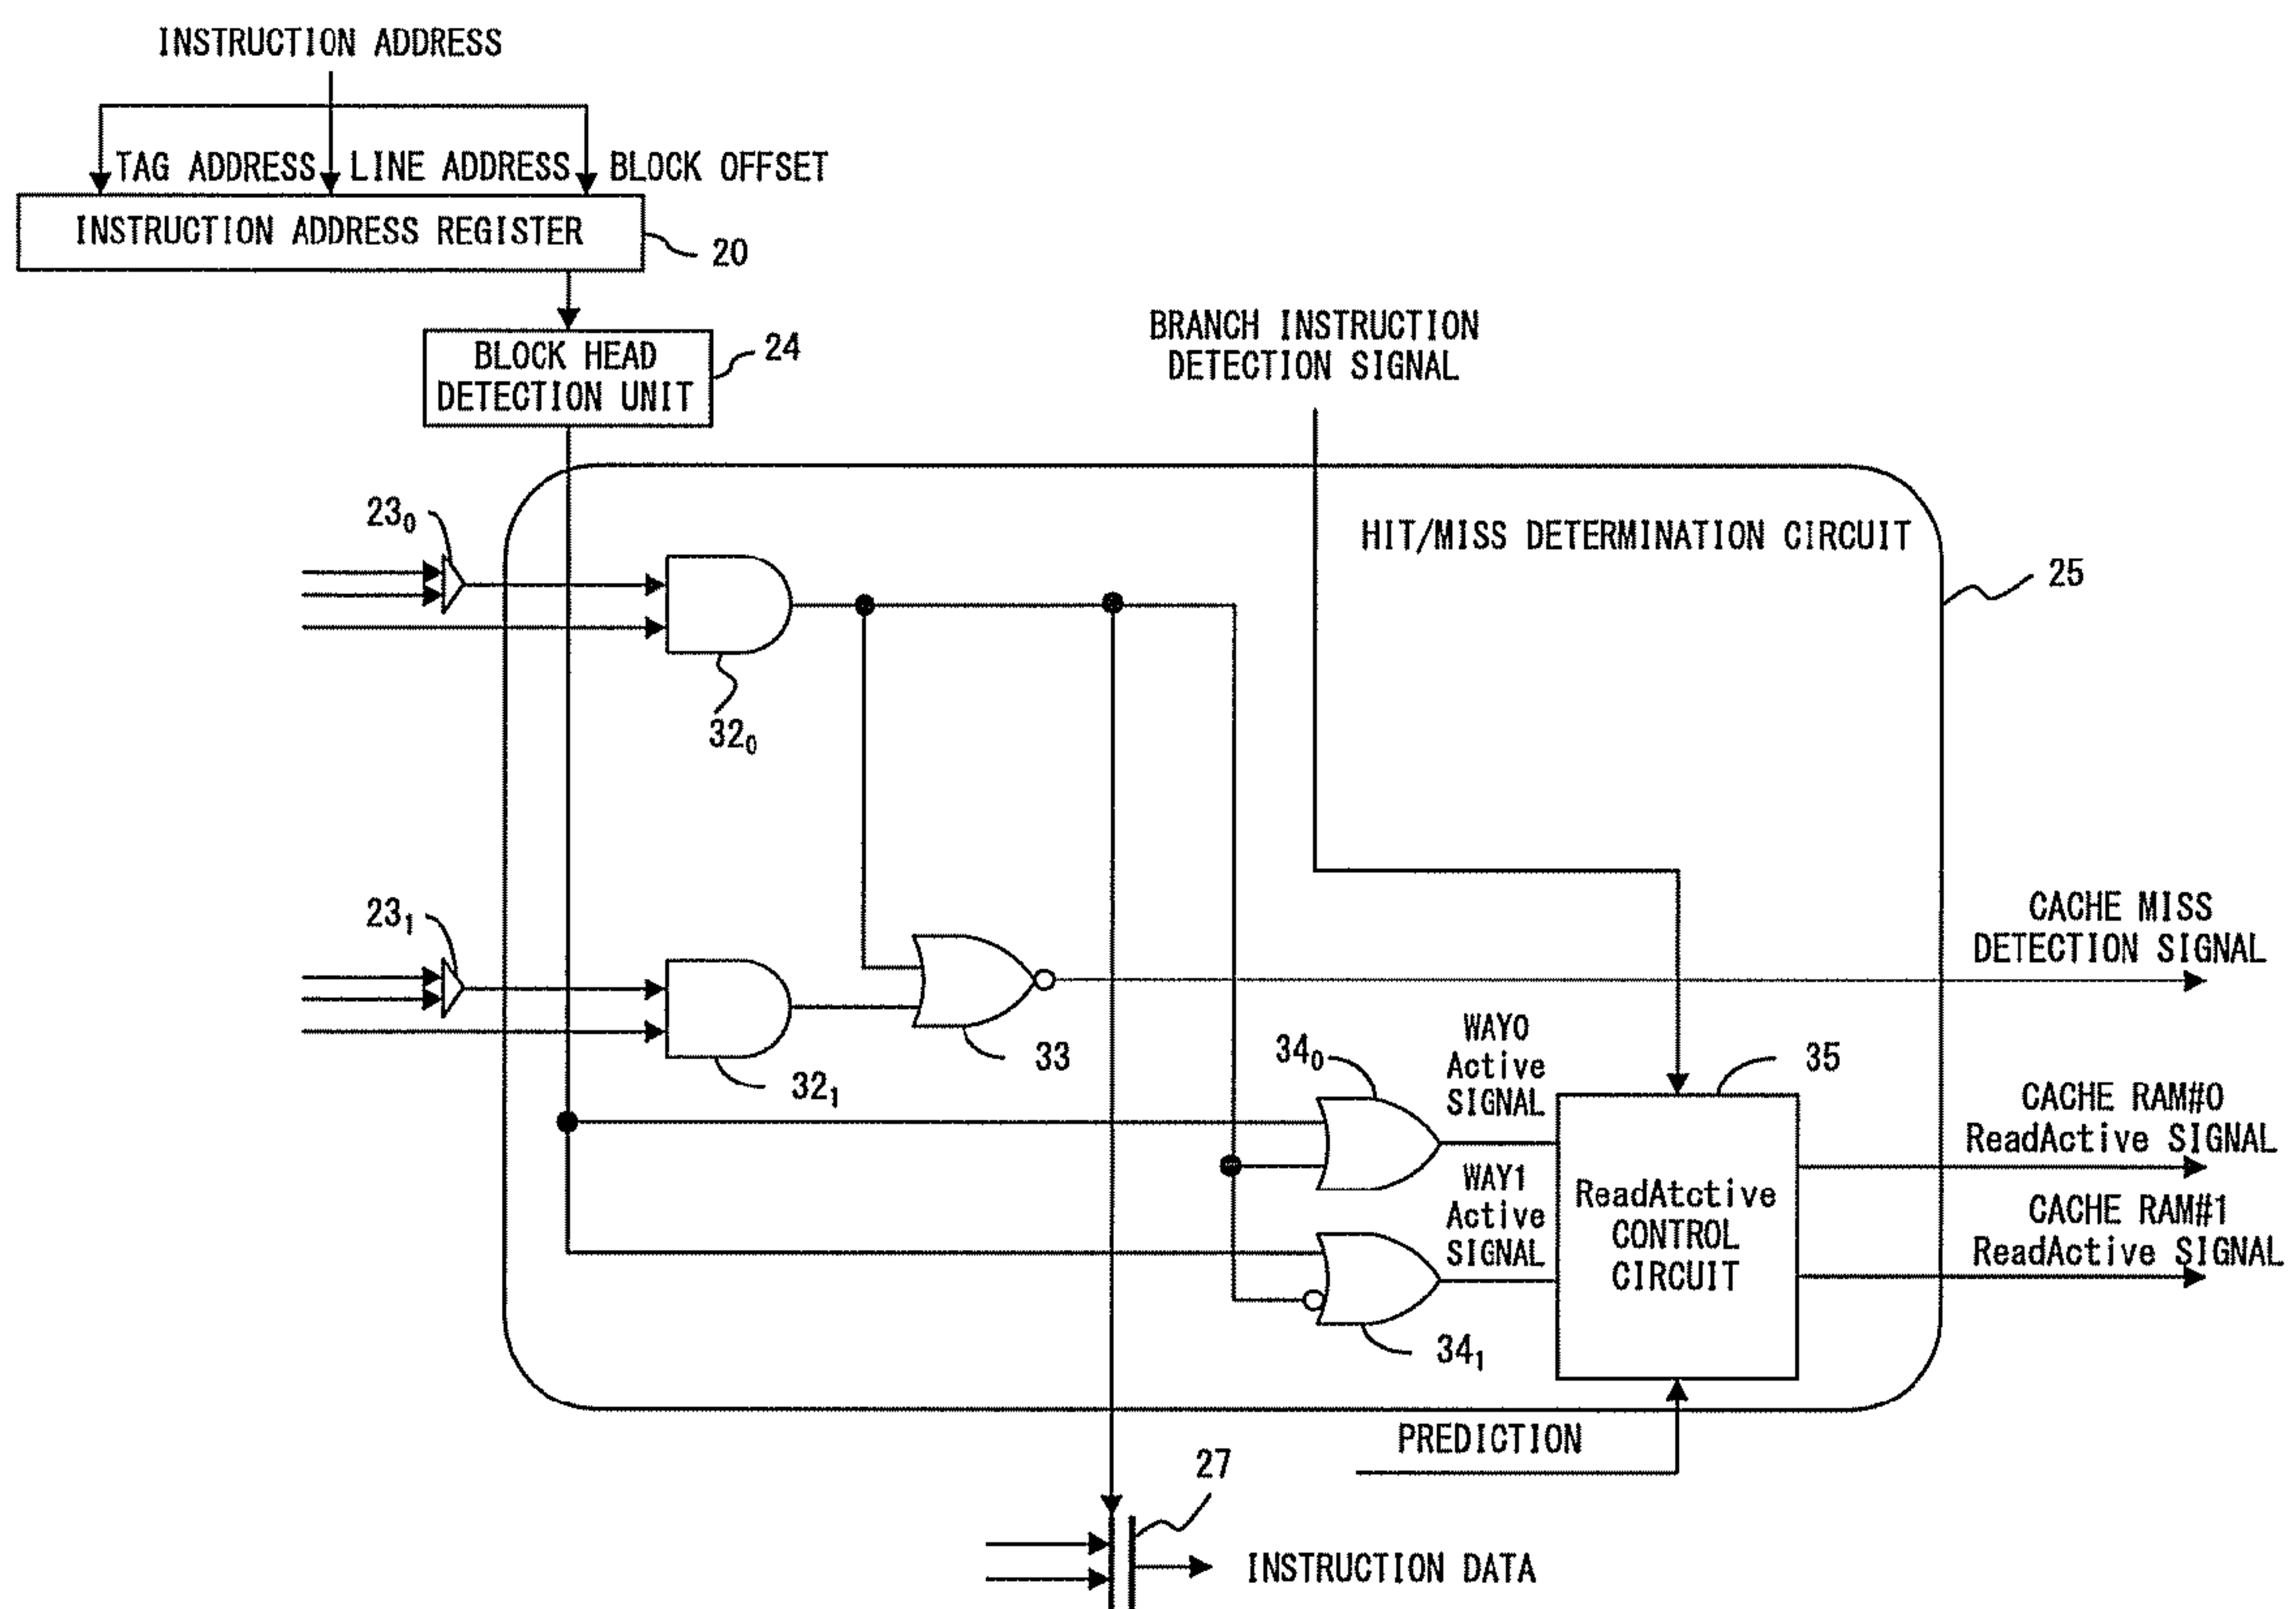 INSTRUCTION ADDRESS
TAG ADDRESS LINE ADDRESS BLOCK OFFSET
INSTRUCTION ADDRESS REGISTER
20
BLOCK HEAD
DETECTION UNIT
24
BRANCH INSTRUCTION
DETECTION SIGNAL
HIT/MISS DETERMINATION CIRCUIT
25
23₀
32₀
23₁
32₁
33
CACHE MISS
DETECTION SIGNAL
34₀
WAY0
Active
SIGNAL
35
CACHE RAM#0
ReadActive SIGNAL
WAY1
Active
SIGNAL
ReadAtctive
CONTROL
CIRCUIT
CACHE RAM#1
ReadActive SIGNAL
34₁
PREDICTION
27
INSTRUCTION DATA